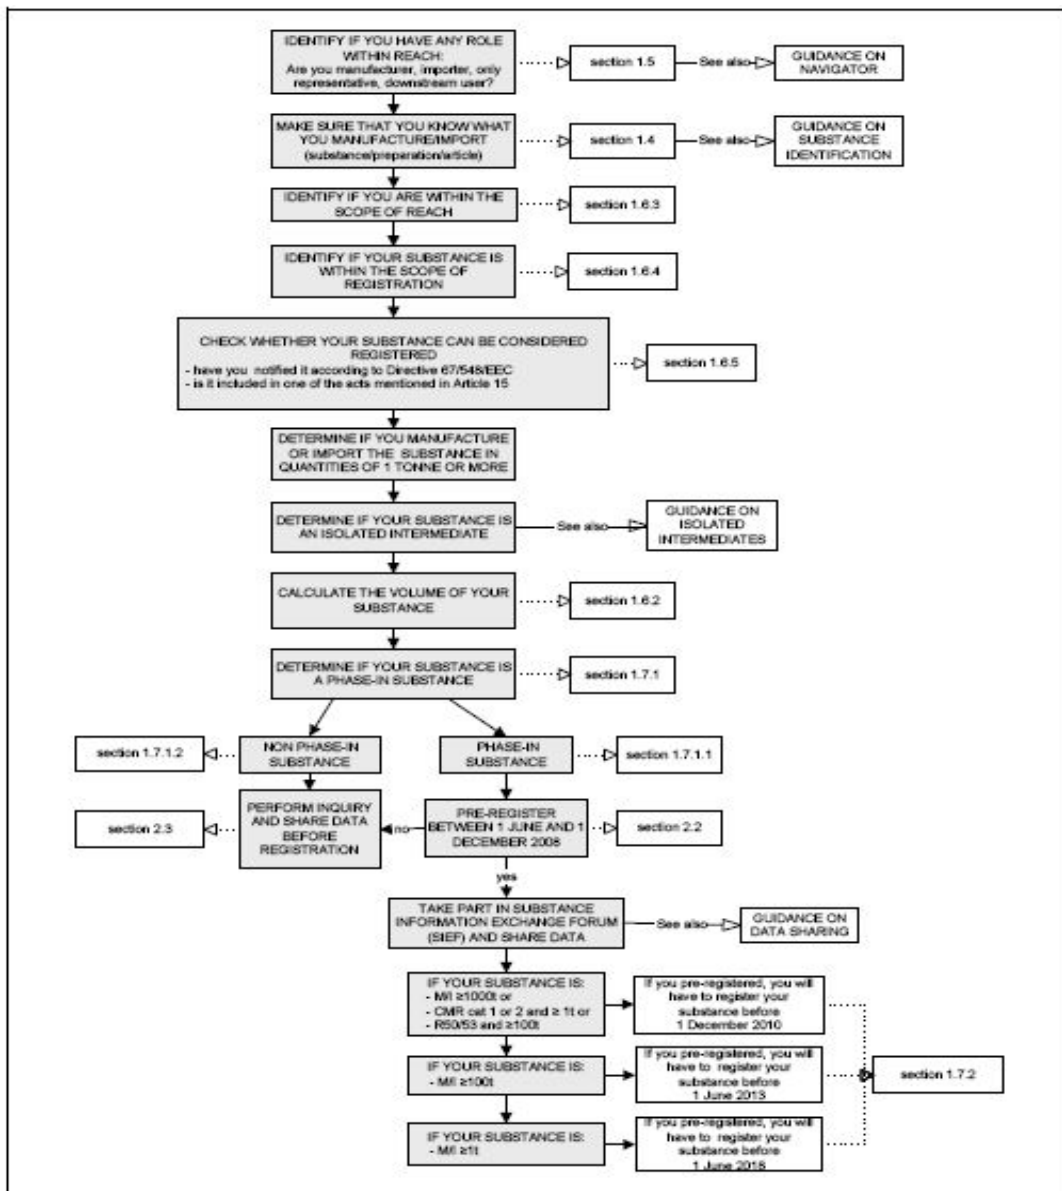 IDENTIFY IF YOU HAVE ANY ROLE
WITHIN REACH:
Are you manufacturer, importer, only
representative, downstream user?
section 1.5
See also
GUIDANCE ON
NAVIGATOR
MAKE SURE THAT YOU KNOW WHAT
YOU MANUFACTURE/IMPORT
(substance/preparation/article)
section 1.4
See also
GUIDANCE ON
SUBSTANCE
IDENTIFICATION
IDENTIFY IF YOU ARE WITHIN THE
SCOPE OF REACH
section 1.6.3
IDENTIFY IF YOUR SUBSTANCE IS
WITHIN THE SCOPE OF
REGISTRATION
section 1.6.4
CHECK WHETHER YOUR SUBSTANCE CAN BE CONSIDERED
REGISTERED
- have you notified it according to Directive 67/548/EEC
- is it included in one of the acts mentioned in Article 15
section 1.6.5
DETERMINE IF YOU MANUFACTURE
OR IMPORT THE SUBSTANCE IN
QUANTITIES OF 1 TONNE OR MORE
DETERMINE IF YOUR SUBSTANCE IS
AN ISOLATED INTERMEDIATE
See also
GUIDANCE ON
ISOLATED
INTERMEDIATES
CALCULATE THE VOLUME OF YOUR
SUBSTANCE
section 1.6.2
DETERMINE IF YOUR SUBSTANCE IS
A PHASE-IN SUBSTANCE
section 1.7.1
section 1.7.1.2
NON PHASE-IN
SUBSTANCE
PHASE-IN
SUBSTANCE
section 1.7.1.1
section 2.3
PERFORM INQUIRY
AND SHARE DATA
BEFORE
REGISTRATION
no
PRE-REGISTER
BETWEEN 1 JUNE AND 1
DECEMBER 2008
section 2.2
yes
TAKE PART IN SUBSTANCE
INFORMATION EXCHANGE FORUM
(SIEF) AND SHARE DATA
See also
GUIDANCE ON
DATA SHARING
IF YOUR SUBSTANCE IS:
- M/I ≥1000t or
- CMR cat 1 or 2 and ≥ 1t or
- R50/53 and ≥100t
If you pre-registered, you will
have to register your
substance before
1 December 2010
IF YOUR SUBSTANCE IS:
- M/I ≥100t
If you pre-registered, you will
have to register your
substance before
1 June 2013
section 1.7.2
IF YOUR SUBSTANCE IS:
- M/I ≥1t
If you pre-registered, you will
have to register your
substance before
1 June 2018